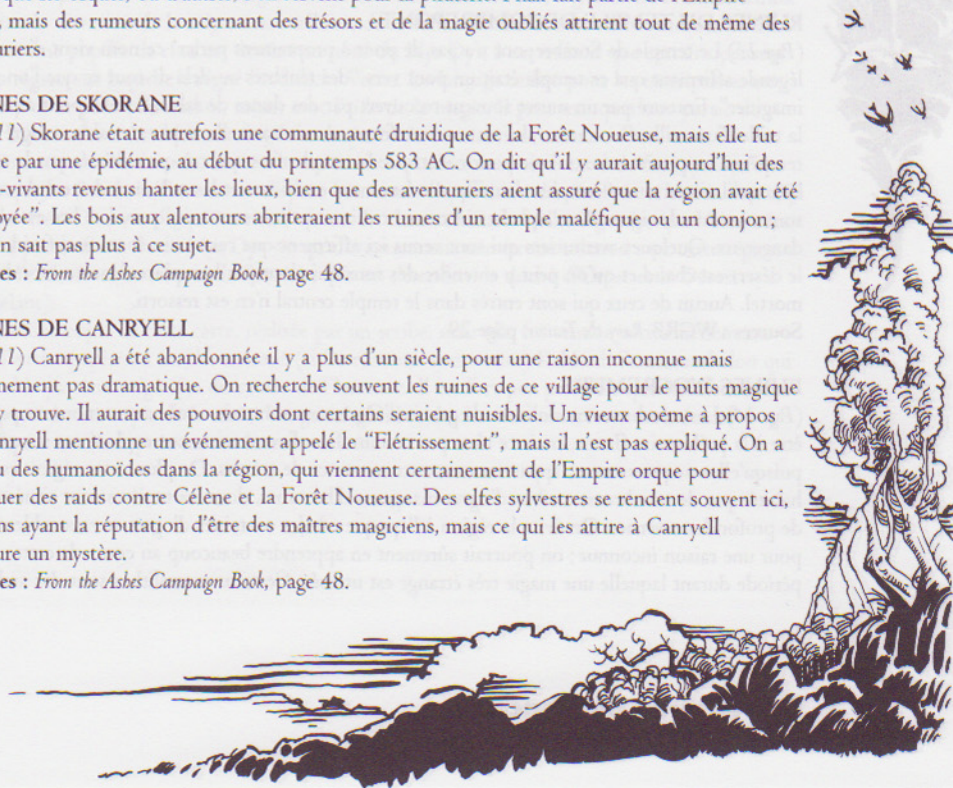 , mais des rumeurs concernant des trésors et de la magie oubliés attirent tout de même des
uriers.
NES DE SKORANE
11) Skorane était autrefois une communauté druidique de la Forêt Noueuse, mais elle fut
e par une épidémie, au début du printemps 583 AC. On dit qu'il y aurait aujourd'hui des
-vivants revenus hanter les lieux, bien que des aventuriers aient assuré que la région avait été
oyée”. Les bois aux alentours abriteraient les ruines d'un temple maléfique ou un donjon;
n sait pas plus à ce sujet.
es : From the Ashes Campaign Book, page 48.
NES DE CANRYELL
11) Canryell a été abandonnée il y a plus d'un siècle, pour une raison inconnue mais
nement pas dramatique. On recherche souvent les ruines de ce village pour le puits magique
y trouve. Il aurait des pouvoirs dont certains seraient nuisibles. Un vieux poème à propos
nryell mentionne un événement appelé le “Flétrissement”, mais il n'est pas expliqué. On a
u des humanoïdes dans la région, qui viennent certainement de l'Empire orque pour
uer des raids contre Célène et la Forêt Noueuse. Des elfes sylvestres se rendent souvent ici,
ns ayant la réputation d'être des maîtres magiciens, mais ce qui les attire à Canryell
ure un mystère.
es : From the Ashes Campaign Book, page 48.